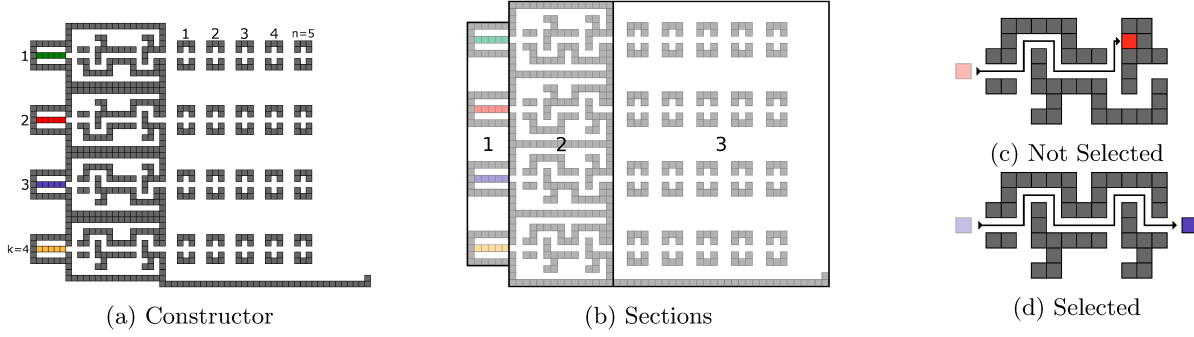 1 2 3 4 n=5
1
2
3
k=4
(a) Constructor
1 2 3
(b) Sections
(c) Not Selected
(d) Selected